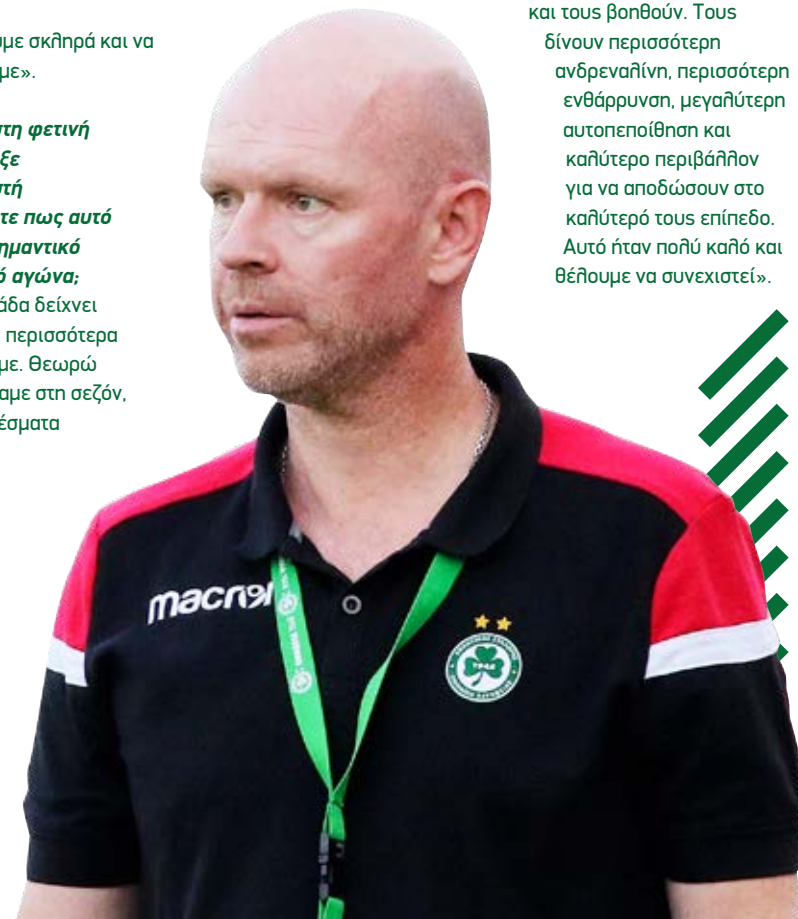 με σκληρά και να
με».
τη φετινή
ξε
τή
τε πως αυτό
ημαντικό
ό αγώνα;
άδα δείχνει
περισσότερα
με. Θεωρώ
αμε στη σεζόν,
έσματα
και τους βοηθούν. Τους
δίνουν περισσότερη
ανδρεναλίνη, περισσότερη
ενθάρρυνση, μεγαλύτερη
αυτοπεποίθηση και
καλύτερο περιβάλλον
για να αποδώσουν στο
καλύτερό τους επίπεδο.
Αυτό ήταν πολύ καλό και
θέλουμε να συνεχιστεί».
macron
1948